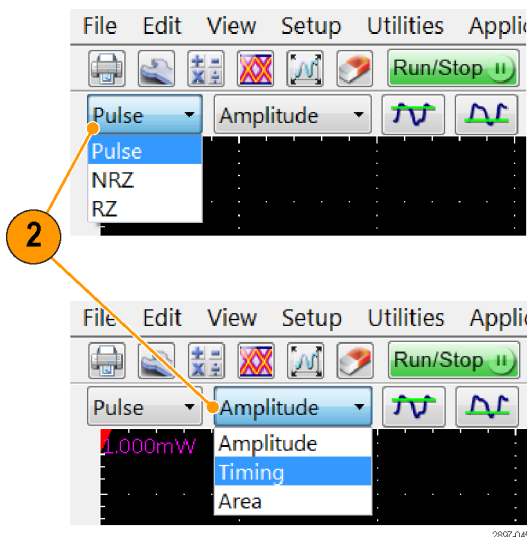 File Edit View Setup Utilities Applic
Run/Stop
Pulse Amplitude
Pulse
NRZ
RZ
2
File Edit View Setup Utilities Applic
Run/Stop
Pulse Amplitude
1.000mW Amplitude
Timing
Area